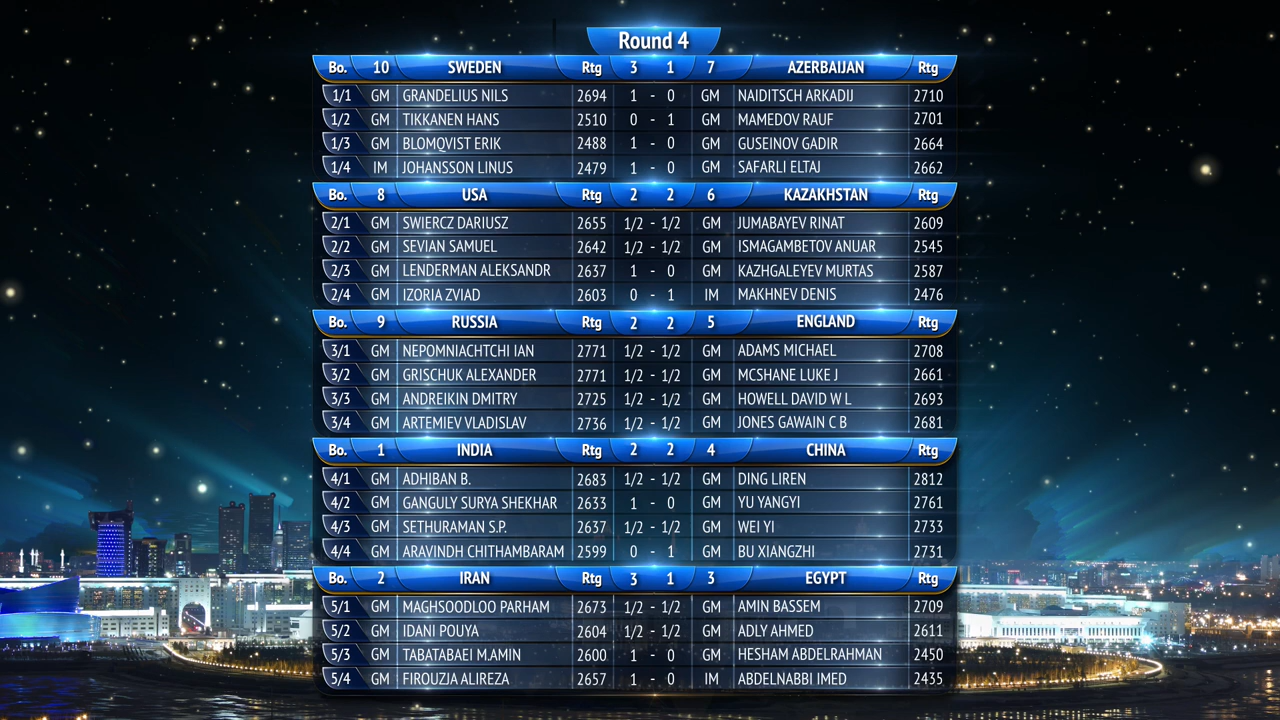 Round 4
Bo. 10 SWEDEN Rtg 3 1 7 AZERBAIJAN Rtg
1/1 GM GRANDELIUS NILS 2694 1 - 0 GM NAIDITSCH ARKADIJ 2710
1/2 GM TIKKANEN HANS 2510 0 - 1 GM MAMEDOV RAUF 2701
1/3 GM BLOMQVIST ERIK 2488 1 - 0 GM GUSEINOV GADIR 2664
1/4 IM JOHANSSON LINUS 2479 1 - 0 GM SAFARLI ELTAJ 2662
Bo. 8 USA Rtg 2 2 6 KAZAKHSTAN Rtg
2/1 GM SWIERCZ DARIUSZ 2655 1/2 - 1/2 GM JUMABAYEV RINAT 2609
2/2 GM SEVIAN SAMUEL 2642 1/2 - 1/2 GM ISMAGAMBETOV ANUAR 2545
2/3 GM LENDERMAN ALEKSANDR 2637 1 - 0 GM KAZHGALEYEV MURTAS 2587
2/4 GM IZORIA ZVIAD 2603 0 - 1 IM MAKHNEV DENIS 2476
Bo. 9 RUSSIA Rtg 2 2 5 ENGLAND Rtg
3/1 GM NEPOMNIACHTCHI IAN 2771 1/2 - 1/2 GM ADAMS MICHAEL 2708
3/2 GM GRISCHUK ALEXANDER 2771 1/2 - 1/2 GM MCSHANE LUKE J 2661
3/3 GM ANDREIKIN DMITRY 2725 1/2 - 1/2 GM HOWELL DAVID W L 2693
3/4 GM ARTEMIEV VLADISLAV 2736 1/2 - 1/2 GM JONES GAWAIN C B 2681
Bo. 1 INDIA Rtg 2 2 4 CHINA Rtg
4/1 GM ADHIBAN B. 2683 1/2 - 1/2 GM DING LIREN 2812
4/2 GM GANGULY SURYA SHEKHAR 2633 1 - 0 GM YU YANGYI 2761
4/3 GM SETHURAMAN S.P. 2637 1/2 - 1/2 GM WEI YI 2733
4/4 GM ARAVINDH CHITHAMBARAM 2599 0 - 1 GM BU XIANGZHI 2731
Bo. 2 IRAN Rtg 3 1 3 EGYPT Rtg
5/1 GM MAGHSOODLOO PARHAM 2673 1/2 - 1/2 GM AMIN BASSEM 2709
5/2 GM IDANI POUYA 2604 1/2 - 1/2 GM ADLY AHMED 2611
5/3 GM TABATABAEI M.AMIN 2600 1 - 0 GM HESHAM ABDELRAHMAN 2450
5/4 GM FIROUZJA ALIREZA 2657 1 - 0 IM ABDELNABBI IMED 2435